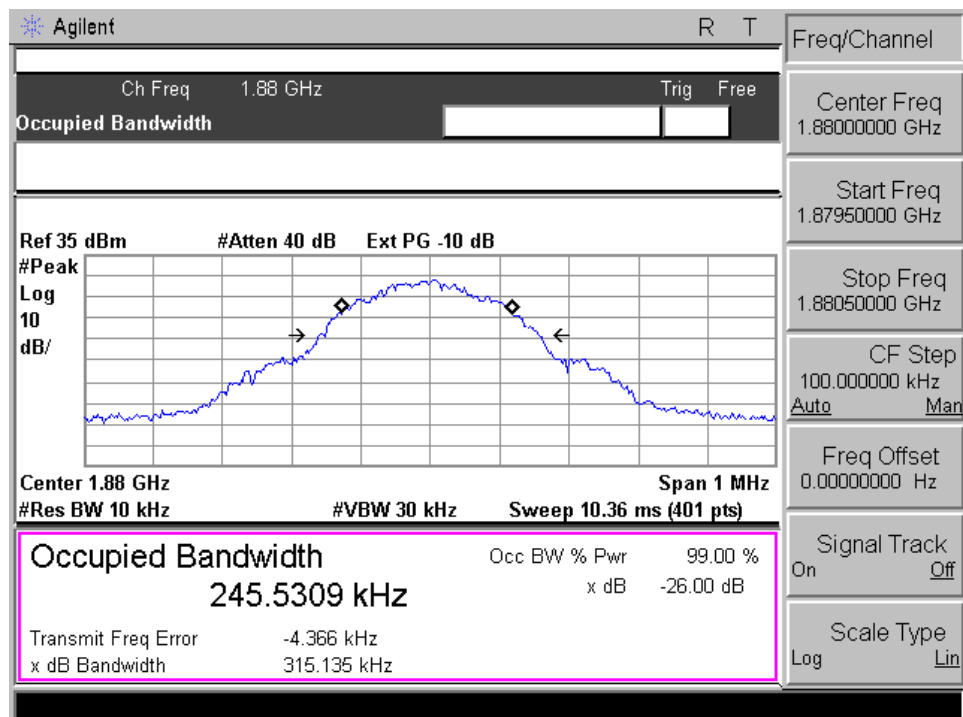 Agilent R T
Ch Freq 1.88 GHz Trig Free
Occupied Bandwidth
Ref 35 dBm #Atten 40 dB Ext PG -10 dB
#Peak
Log
10
dB/
Center 1.88 GHz Span 1 MHz
#Res BW 10 kHz #VBW 30 kHz Sweep 10.36 ms (401 pts)
Occupied Bandwidth
245.5309 kHz
Occ BW % Pwr 99.00 %
x dB -26.00 dB
Transmit Freq Error -4.366 kHz
x dB Bandwidth 315.135 kHz
Freq/Channel
Center Freq
1.88000000 GHz
Start Freq
1.87950000 GHz
Stop Freq
1.88050000 GHz
CF Step
100.000000 kHz
Auto Man
Freq Offset
0.00000000 Hz
Signal Track
On Off
Scale Type
Log Lin